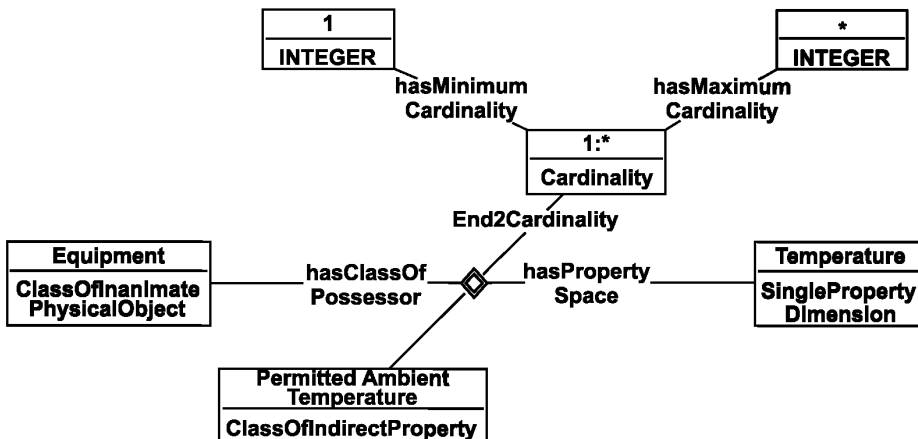 1
INTEGER
*
INTEGER
hasMinimum
Cardinality
hasMaximum
Cardinality
1:*
Cardinality
End2Cardinality
Equipment
ClassOfInanimate
PhysicalObject
hasClassOf
Possessor
hasProperty
Space
Temperature
SingleProperty
Dimension
Permitted Ambient
Temperature
ClassOfIndirectProperty